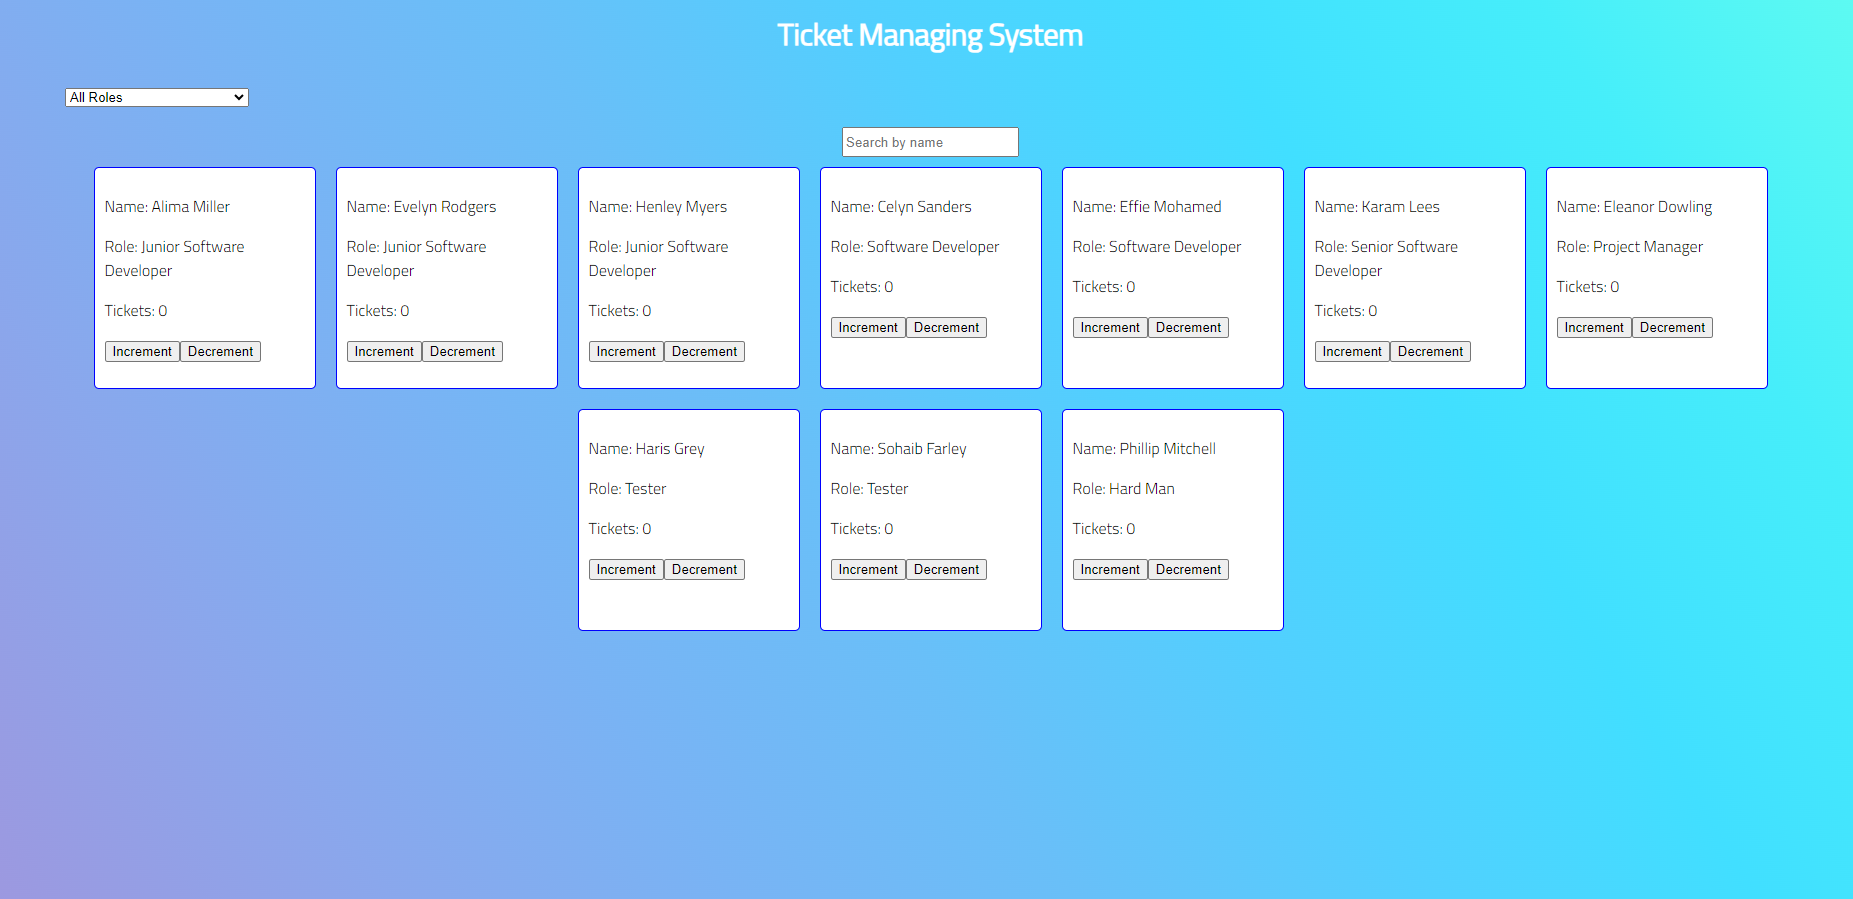 Ticket Managing System
All Roles
Search by name
Name: Alima Miller
Role: Junior Software
Developer
Tickets: 0
Increment Decrement
Name: Evelyn Rodgers
Role: Junior Software
Developer
Tickets: 0
Increment Decrement
Name: Henley Myers
Role: Junior Software
Developer
Tickets: 0
Increment Decrement
Name: Celyn Sanders
Role: Software Developer
Tickets: 0
Increment Decrement
Name: Effie Mohamed
Role: Software Developer
Tickets: 0
Increment Decrement
Name: Karam Lees
Role: Senior Software
Developer
Tickets: 0
Increment Decrement
Name: Eleanor Dowling
Role: Project Manager
Tickets: 0
Increment Decrement
Name: Haris Grey
Role: Tester
Tickets: 0
Increment Decrement
Name: Sohaib Farley
Role: Tester
Tickets: 0
Increment Decrement
Name: Phillip Mitchell
Role: Hard Man
Tickets: 0
Increment Decrement